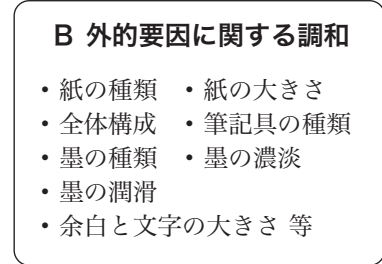 B 外的要因に関する調和
・紙の種類 ・紙の大きさ
・全体構成 ・筆記具の種類
・墨の種類 ・墨の濃淡
・墨の潤滑
・余白と文字の大きさ 等